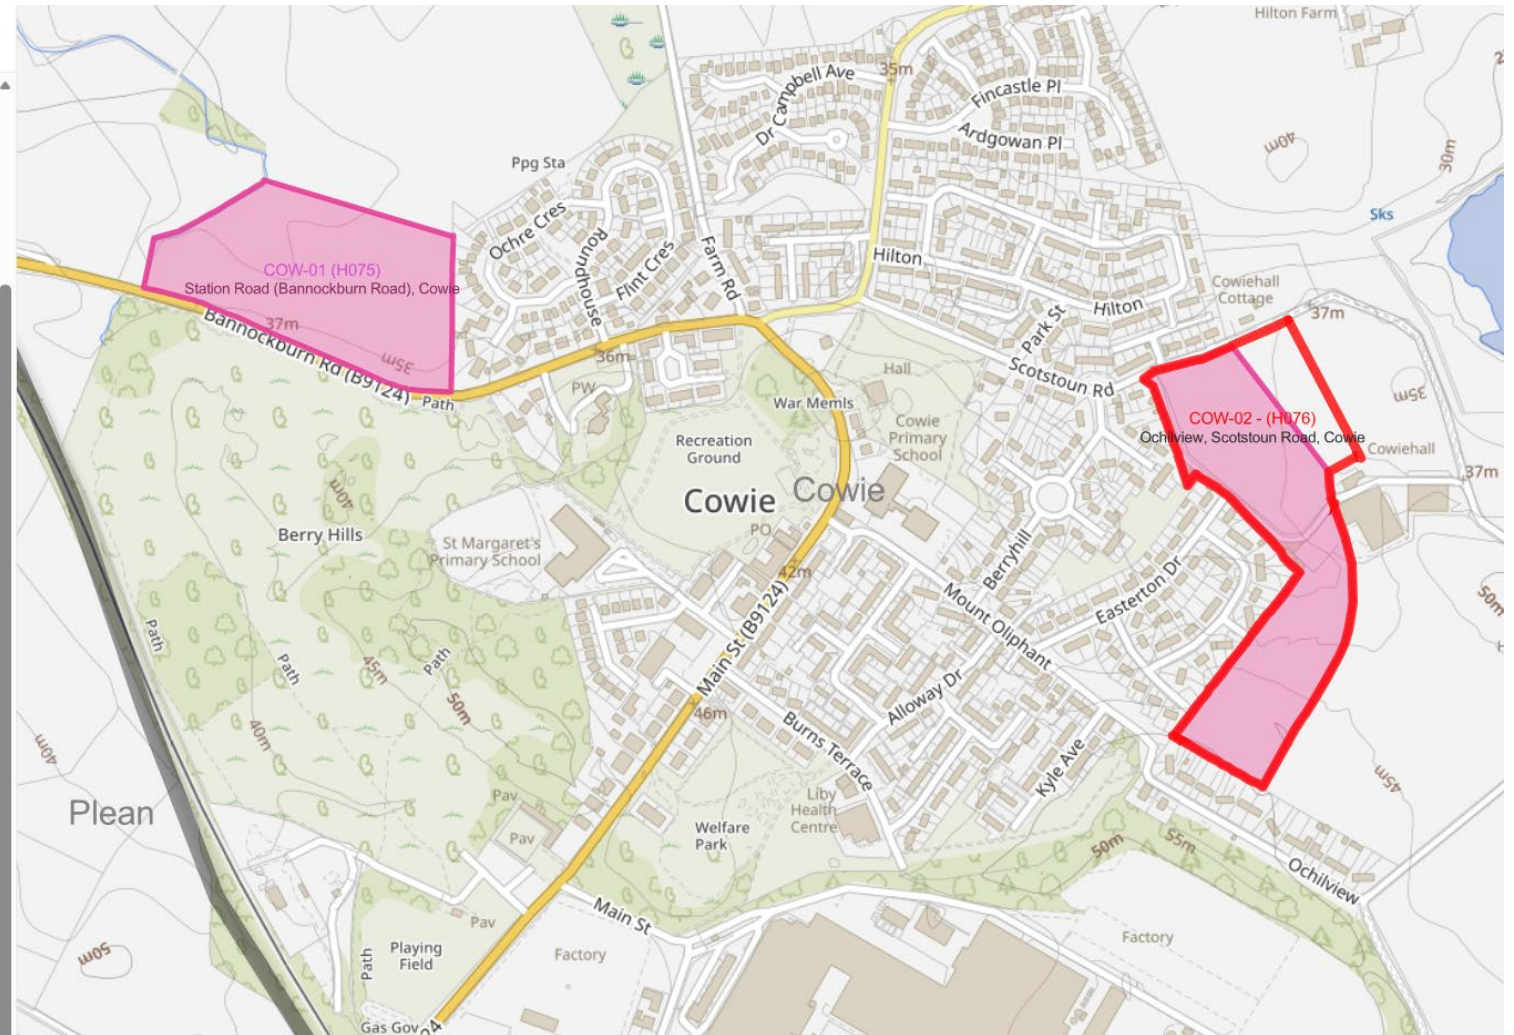 Hilton Farm
Dr Campbell Ave
35m
Fincastle Pl
Ardgowan Pl
40m
30m
Ppg Sta
Sks
Ochre Cres
Roundhouse
Flint Cres
Farm Rd
Hilton
COW-01 (H075)
Station Road (Bannockburn Road), Cowie
Cowiehall
Cottage
Hilton
37m
37m
Bannockburn Rd (B9124)
35m
Path
36m
PW
S. Park St
Scotstoun Rd
Hall
War Memls
Cowie
Primary
School
35m
COW-02 - (H076)
Ochilview, Scotstoun Road, Cowie
Cowiehall
37m
Recreation
Ground
Cowie
Cowie
40m
Berry Hills
St Margaret's
Primary School
PO
42m
Berryhill
Mount Oliphant
Easterton Dr
50m
Path
Path
Path
45m
50m
40m
40m
Main St (B9124)
46m
Alloway Dr
Burns Terrace
Kyle Ave
45m
Plean
Pav
Pav
Liby
Health
Centre
Welfare
Park
50m
55m
Ochilview
Main St
Pav
Playing
Field
Path
50m
Factory
Factory
Gas Gov